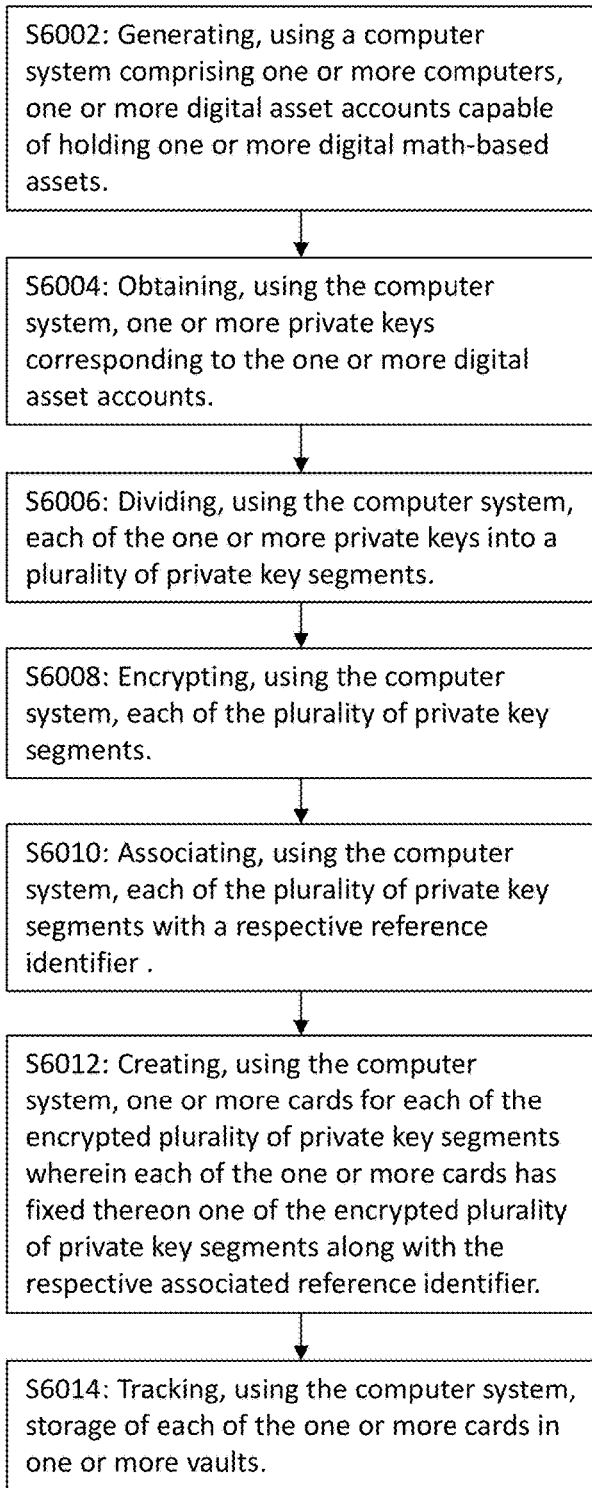 S6002: Generating, using a computer
system comprising one or more computers,
one or more digital asset accounts capable
of holding one or more digital math-based
assets.
S6004: Obtaining, using the computer
system, one or more private keys
corresponding to the one or more digital
asset accounts.
S6006: Dividing, using the computer system,
each of the one or more private keys into a
plurality of private key segments.
S6008: Encrypting, using the computer
system, each of the plurality of private key
segments.
S6010: Associating, using the computer
system, each of the plurality of private key
segments with a respective reference
identifier .
S6012: Creating, using the computer
system, one or more cards for each of the
encrypted plurality of private key segments
wherein each of the one or more cards has
fixed thereon one of the encrypted plurality
of private key segments along with the
respective associated reference identifier.
S6014: Tracking, using the computer system,
storage of each of the one or more cards in
one or more vaults.